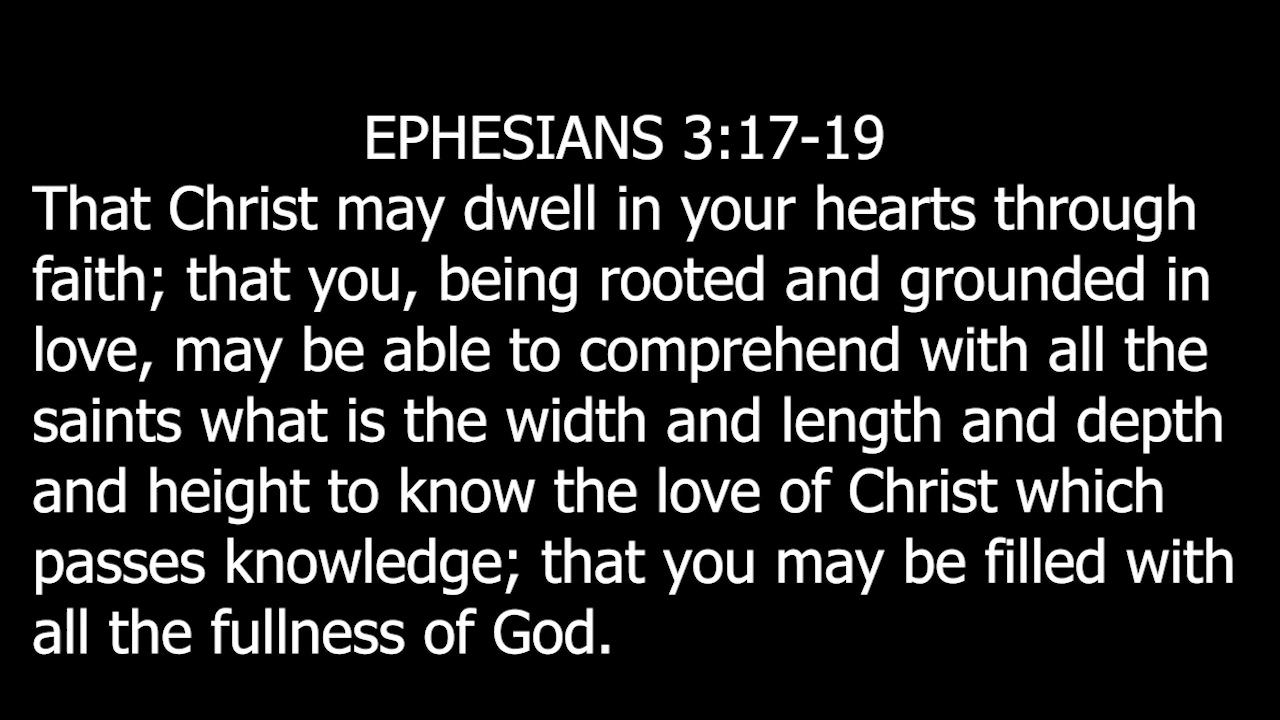 EPHESIANS 3:17-19
That Christ may dwell in your hearts through
faith; that you, being rooted and grounded in
love, may be able to comprehend with all the
saints what is the width and length and depth
and height to know the love of Christ which
passes knowledge; that you may be filled with
all the fullness of God.